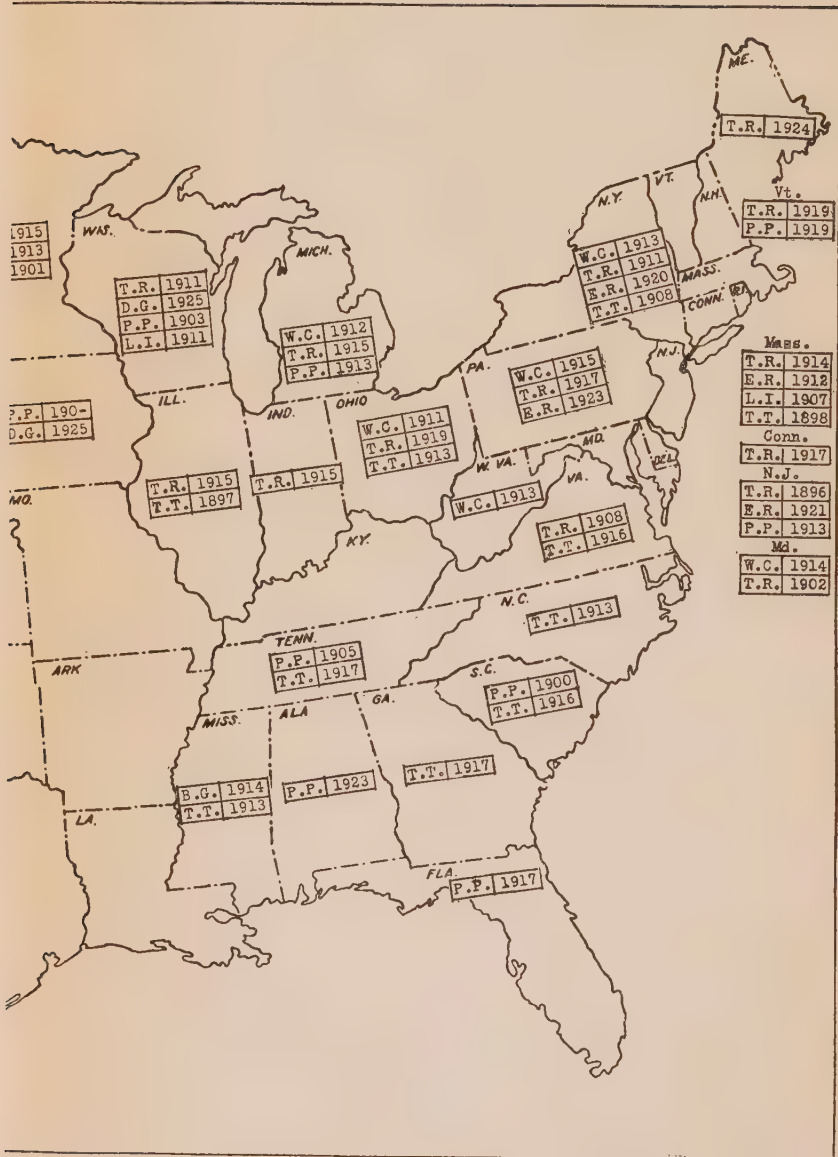 ME.
T.R. 1924
Vt.
T.R. 1919
P.P. 1919
N.Y.
VT.
N.H.
W.C. 1913
T.R. 1911
E.R. 1920
T.T. 1908
MASS.
CONN.
R.I.
1915
1913
1901
WIS.
T.R. 1911
D.G. 1925
P.P. 1903
L.I. 1911
MICH.
W.C. 1912
T.R. 1915
P.P. 1913
PA.
W.C. 1915
T.R. 1917
E.R. 1923
N.J.
Mass.
T.R. 1914
E.R. 1912
L.I. 1907
T.T. 1898
Conn.
T.R. 1917
N.J.
T.R. 1896
E.R. 1921
P.P. 1913
Md.
W.C. 1914
T.R. 1902
P.P. 190-
D.G. 1925
ILL.
T.R. 1915
T.T. 1897
IND.
T.R. 1915
OHIO
W.C. 1911
T.R. 1919
T.T. 1913
W. VA.
W.C. 1913
MD.
DEL.
VA.
T.R. 1908
T.T. 1916
MO.
KY.
N.C.
T.T. 1913
TENN.
P.P. 1905
T.T. 1917
ARK
S.C.
P.P. 1900
T.T. 1916
MISS.
B.G. 1914
T.T. 1913
ALA
P.P. 1923
GA.
T.T. 1917
LA.
FLA.
P.P. 1917